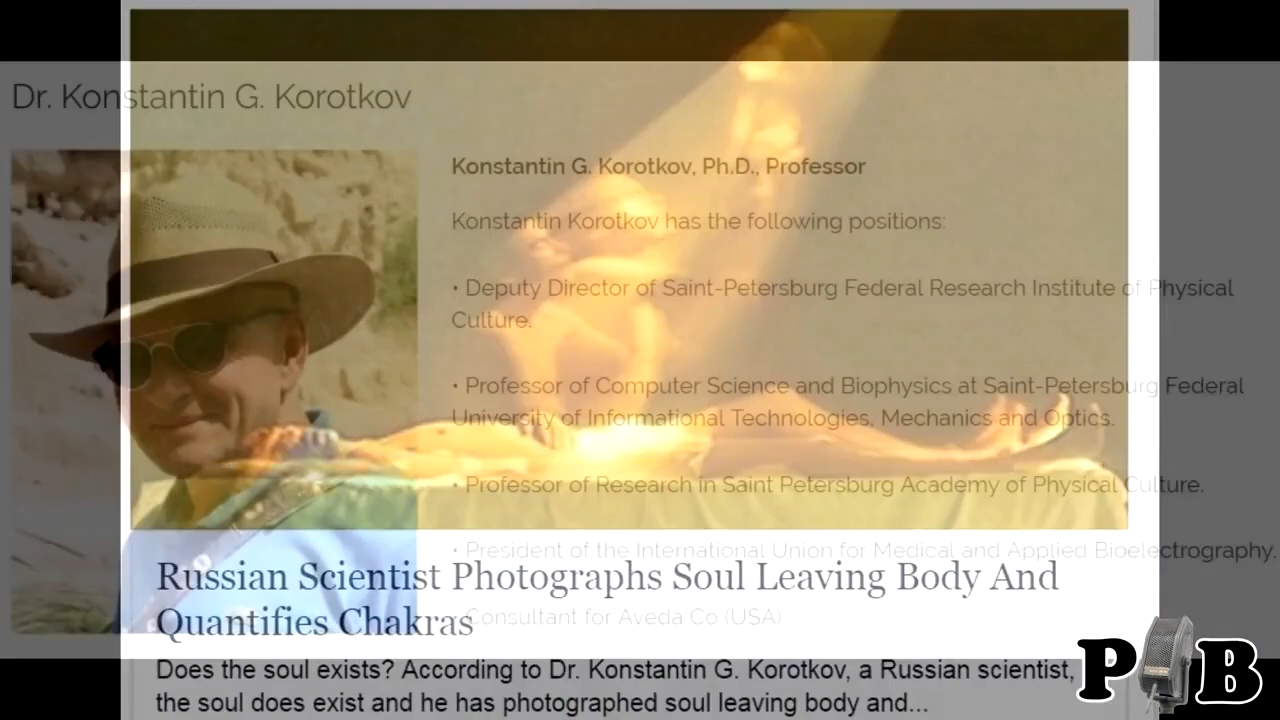 Dr. Konstantin G. Korotkov
Konstantin G. Korotkov, Ph.D., Professor
Konstantin Korotkov has the following positions:
• Deputy Director of Saint-Petersburg Federal Research Institute of Physical
Culture.
• Professor of Computer Science and Biophysics at Saint-Petersburg Federal
University of Informational Technologies, Mechanics and Optics.
• Professor of Research in Saint Petersburg Academy of Physical Culture.
• President of the International Union for Medical and Applied Bioelectrography.
Consultant for Aveda Co (USA)
Russian Scientist Photographs Soul Leaving Body And
Quantifies Chakras
Does the soul exists? According to Dr. Konstantin G. Korotkov, a Russian scientist,
the soul does exist and he has photographed soul leaving body and...
P B